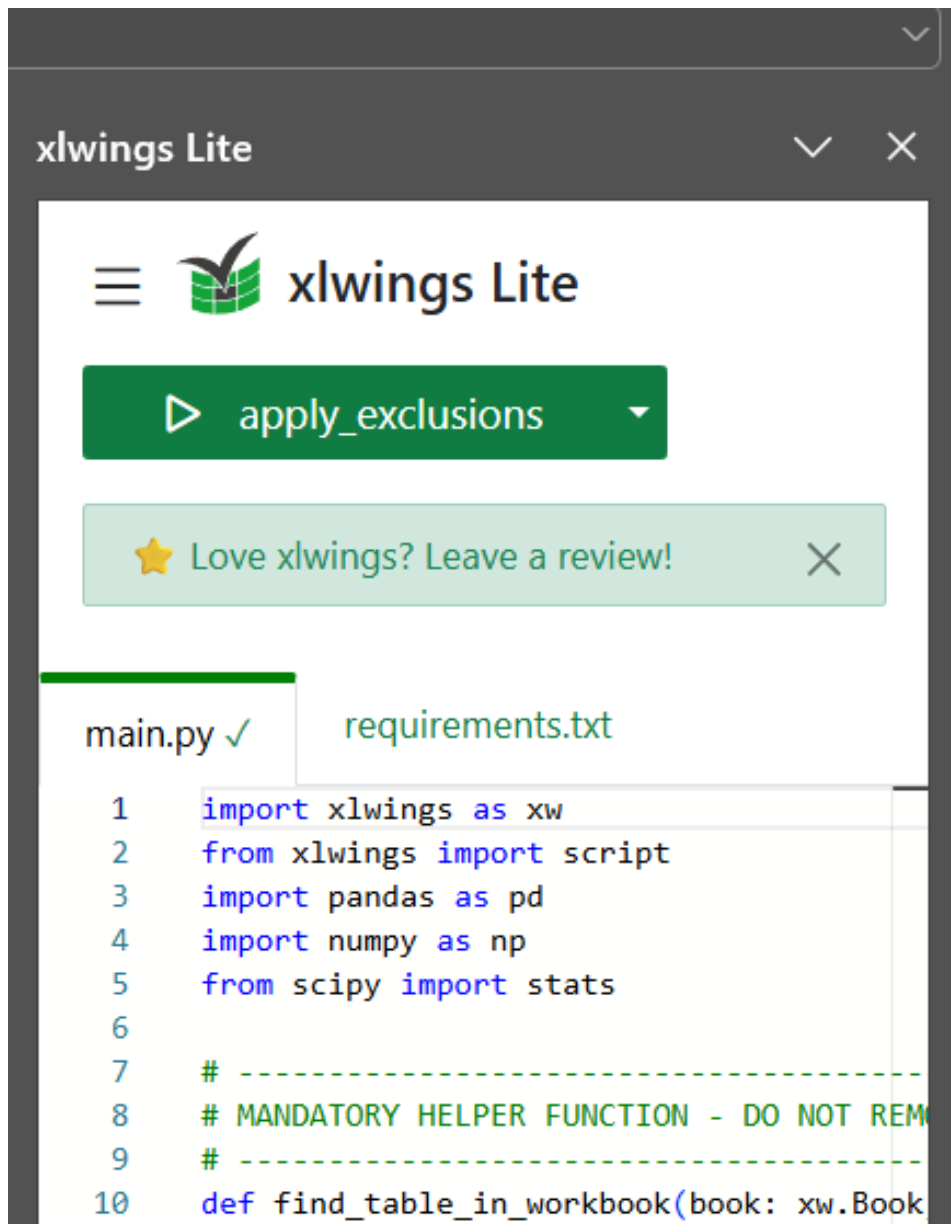 xlwings Lite
xlwings Lite
apply_exclusions
Love xlwings? Leave a review!
main.py ✓
requirements.txt
1 import xlwings as xw
2 from xlwings import script
3 import pandas as pd
4 import numpy as np
5 from scipy import stats
6
7 # --------------------------------------
8 # MANDATORY HELPER FUNCTION - DO NOT REM
9 # --------------------------------------
10 def find_table_in_workbook(book: xw.Book